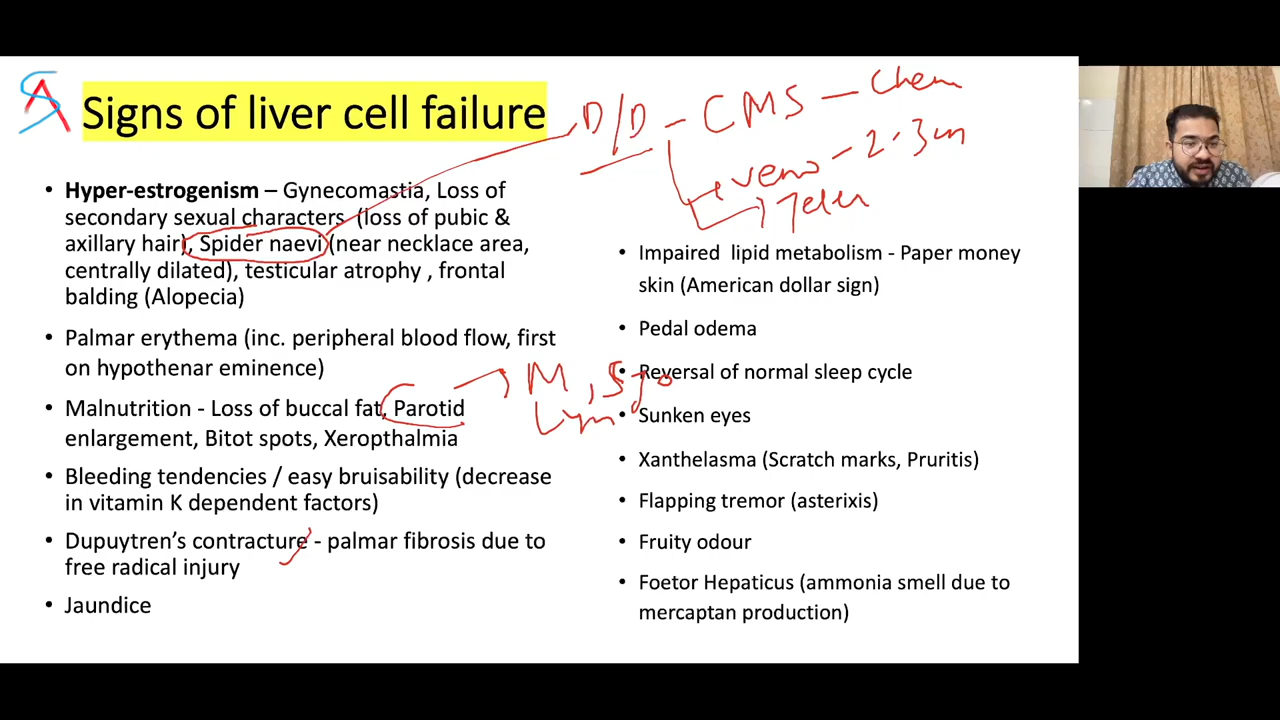 SA
Signs of liver cell failure
D/D - CMS - Chem
veno - 2.3 cm
Teler
• Hyper-estrogenism – Gynecomastia, Loss of
secondary sexual characters (loss of pubic &
axillary hair), Spider naevi (near necklace area,
centrally dilated), testicular atrophy , frontal
balding (Alopecia)
• Palmar erythema (inc. peripheral blood flow, first
on hypothenar eminence)
• Malnutrition - Loss of buccal fat, Parotid
enlargement, Bitot spots, Xeropthalmia
M, Sjo
Lym
• Bleeding tendencies / easy bruisability (decrease
in vitamin K dependent factors)
• Dupuytren’s contracture - palmar fibrosis due to
free radical injury
• Jaundice
• Impaired lipid metabolism - Paper money
skin (American dollar sign)
• Pedal odema
• Reversal of normal sleep cycle
• Sunken eyes
• Xanthelasma (Scratch marks, Pruritis)
• Flapping tremor (asterixis)
• Fruity odour
• Foetor Hepaticus (ammonia smell due to
mercaptan production)